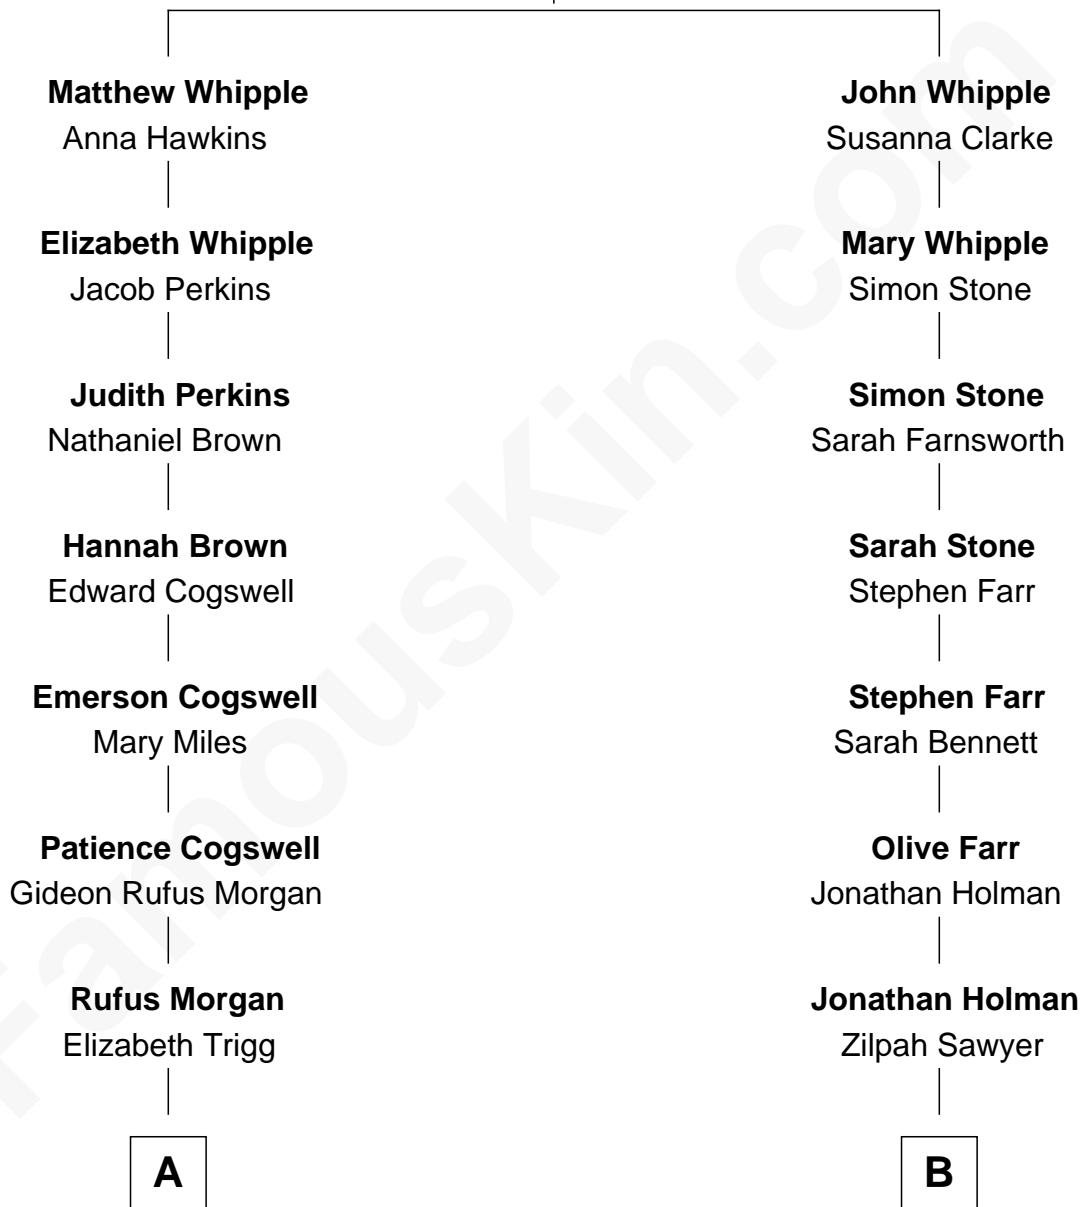 Matthew Whipple
Anna Hawkins
Elizabeth Whipple
Jacob Perkins
Judith Perkins
Nathaniel Brown
Hannah Brown
Edward Cogswell
Emerson Cogswell
Mary Miles
Patience Cogswell
Gideon Rufus Morgan
Rufus Morgan
Elizabeth Trigg
A
John Whipple
Susanna Clarke
Mary Whipple
Simon Stone
Simon Stone
Sarah Farnsworth
Sarah Stone
Stephen Farr
Stephen Farr
Sarah Bennett
Olive Farr
Jonathan Holman
Jonathan Holman
Zilpah Sawyer
B
FamousKin.com